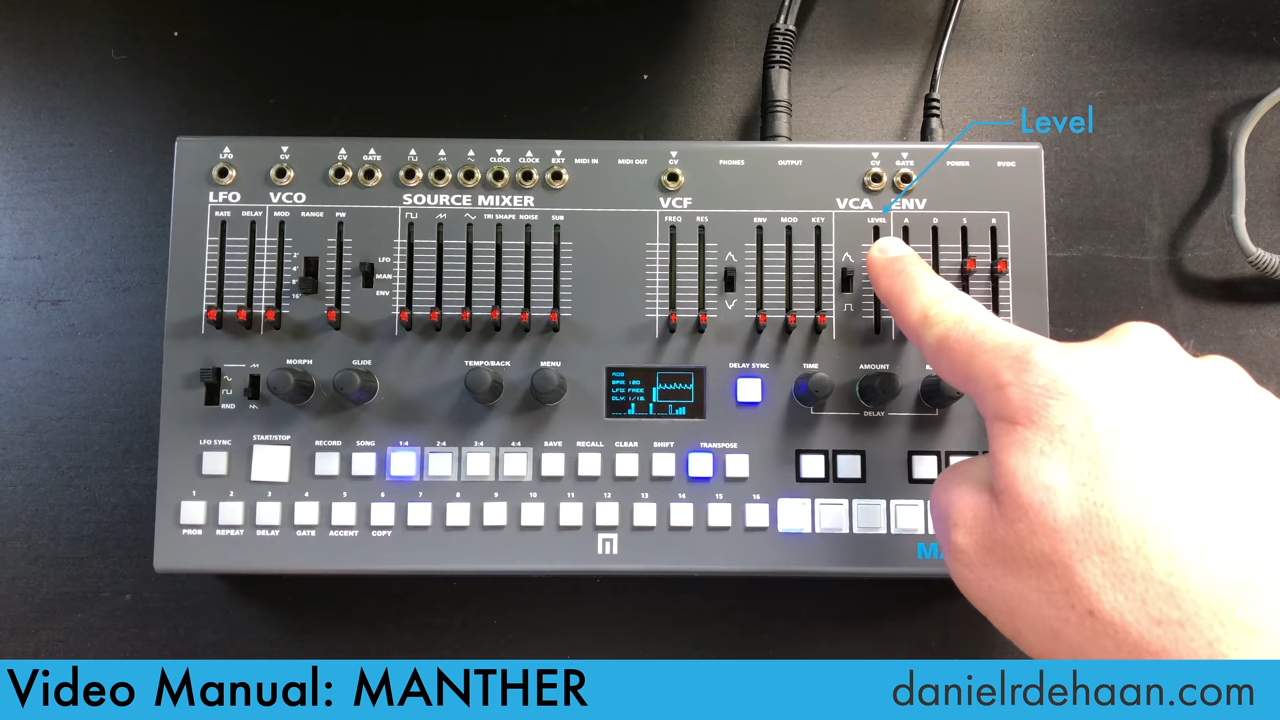 Level
LFO
CV
CV
GATE
CLOCK
CLOCK
EXT
MIDI IN
MIDI OUT
CV
PHONES
OUTPUT
CV
GATE
POWER
9VDC
LFO
VCO
SOURCE MIXER
VCF
VCA
ENV
RATE
DELAY
MOD
RANGE
PW
TRI SHAPE
NOISE
SUB
FREQ
RES
ENV
MOD
KEY
LEVEL
A
D
S
R
2'
4'
8'
16'
LFO
MAN
ENV
RND
MORPH
GLIDE
TEMPO/BACK
MENU
BPM: 120
LFO: FREE
DLY: 1/16
DELAY SYNC
TIME
AMOUNT
DELAY
LFO SYNC
START/STOP
RECORD
SONG
1:4
2:4
3:4
4:4
SAVE
RECALL
CLEAR
SHIFT
TRANSPOSE
1
2
3
4
5
6
7
8
9
10
11
12
13
14
15
16
PROB
REPEAT
DELAY
GATE
ACCENT
COPY
Video Manual: MANTHER
danielrdehaan.com